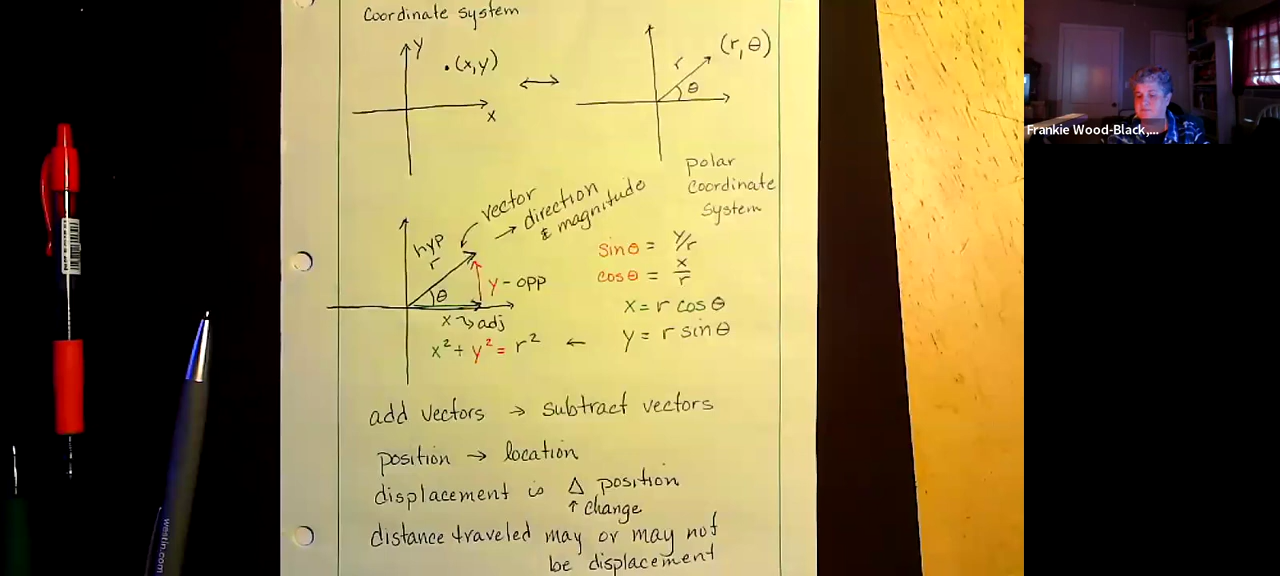 Coordinate system
y
(x,y)
x
r
(r, θ)
θ
polar
coordinate
system
vector
→ direction
& magnitude
hyp
r
θ
y - opp
x → adj
sinθ = y/r
cosθ = x/r
x = r cosθ
y = r sinθ
x² + y² = r² ←
add vectors → subtract vectors
position → location
displacement is Δ position
↑ change
distance traveled may or may not
be displacement
westin.com
Frankie Wood-Black,...